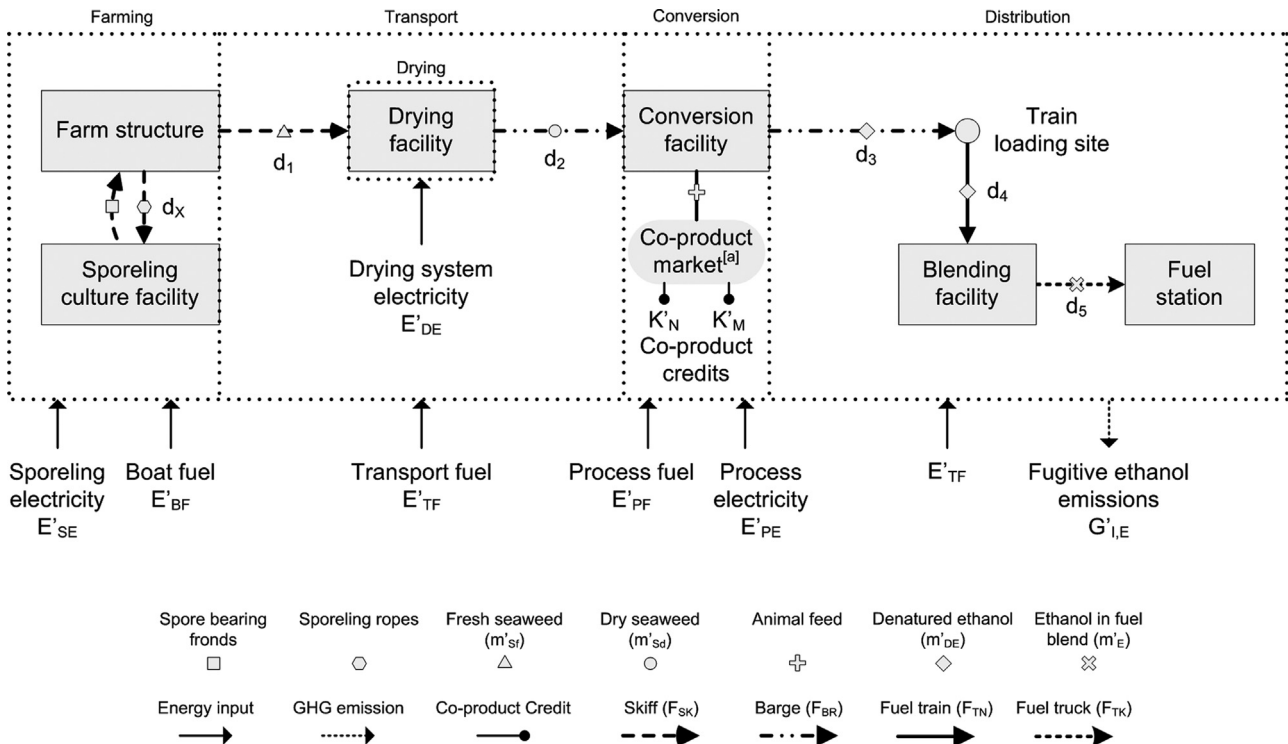 Farming
Transport
Conversion
Distribution
Drying
Farm structure
d1
Drying
facility
d2
Conversion
facility
d3
Train
loading site
d4
dX
Sporeling
culture facility
Drying system
electricity
E'DE
Co-product
market[a]
K'N
K'M
Co-product
credits
Blending
facility
d5
Fuel
station
Sporeling
electricity
E'SE
Boat fuel
E'BF
Transport fuel
E'TF
Process fuel
E'PF
Process
electricity
E'PE
E'TF
Fugitive ethanol
emissions
G'I,E
Spore bearing
fronds
Sporeling ropes
Fresh seaweed
(m'Sf)
Dry seaweed
(m'Sd)
Animal feed
Denatured ethanol
(m'DE)
Ethanol in fuel
blend (m'E)
Energy input
GHG emission
Co-product Credit
Skiff (FSK)
Barge (FBR)
Fuel train (FTN)
Fuel truck (FTK)